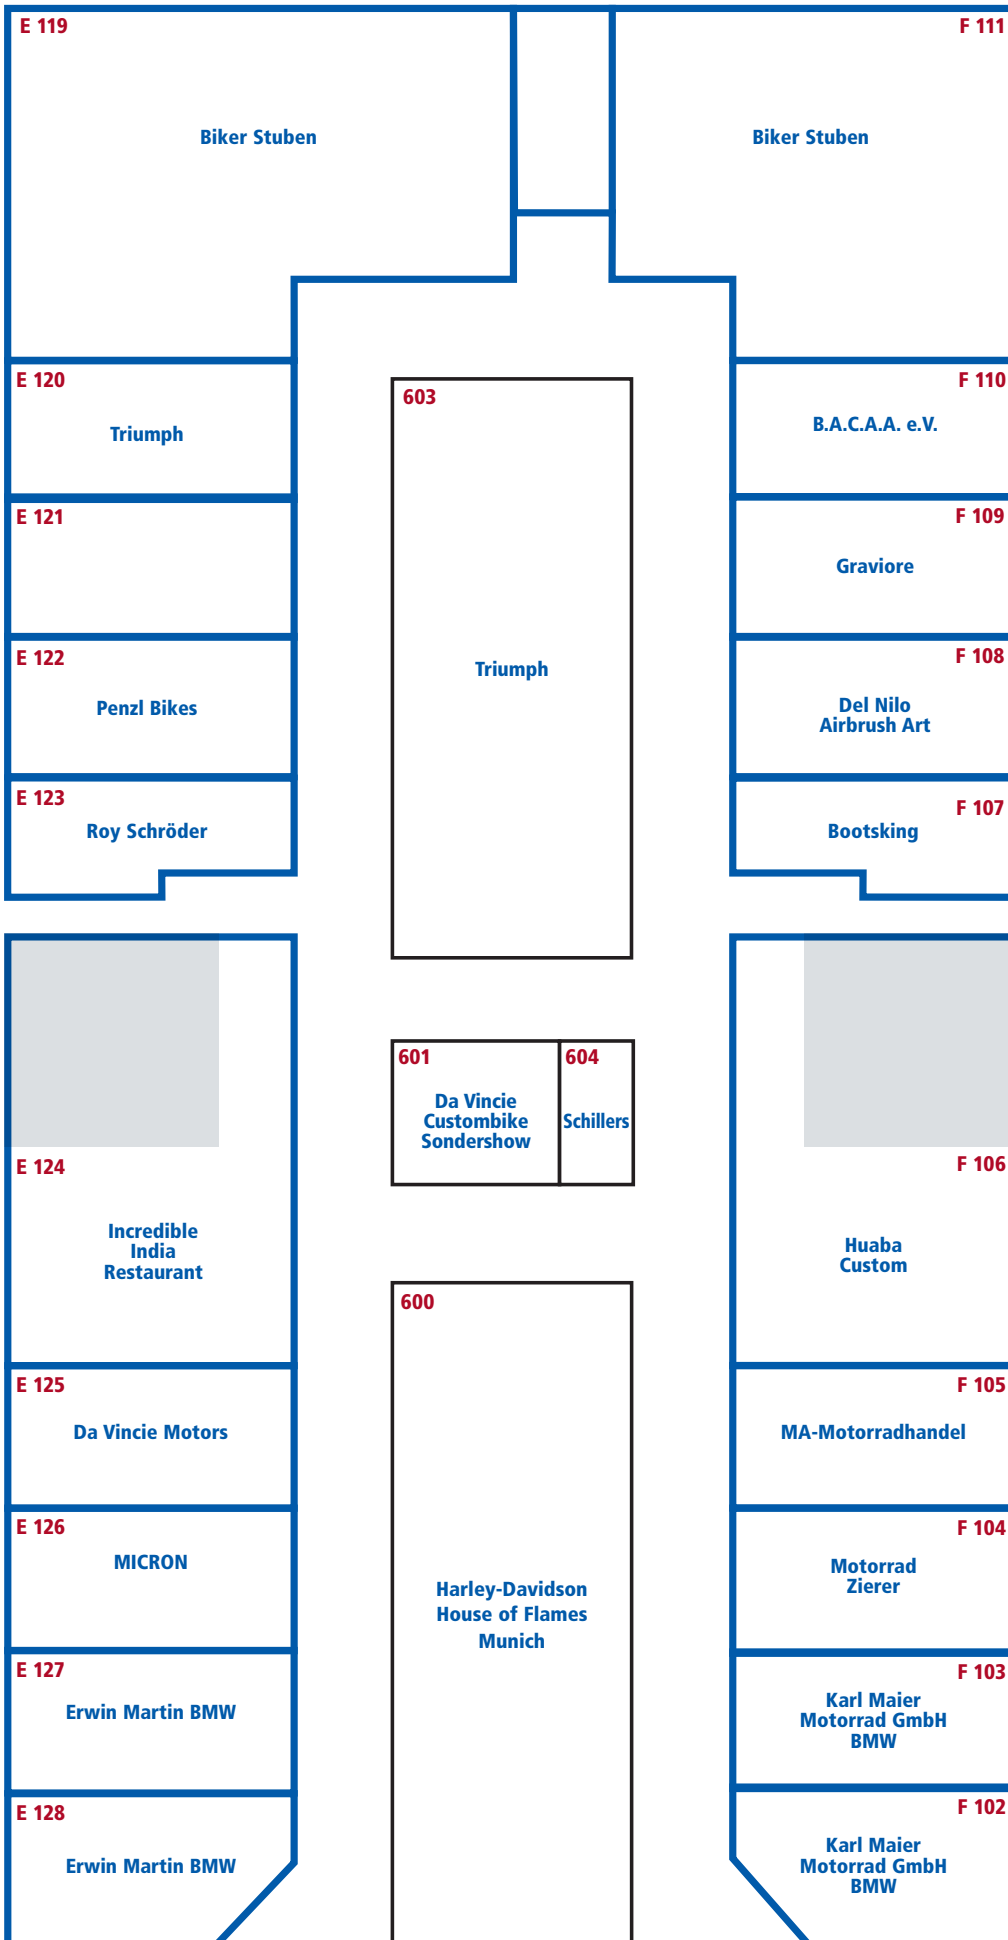 E 119
Biker Stuben
F 111
Biker Stuben
E 120
Triumph
E 121
E 122
Penzl Bikes
E 123
Roy Schröder
603
Triumph
F 110
B.A.C.A.A. e.V.
F 109
Graviore
F 108
Del Nilo
Airbrush Art
F 107
Bootsking
601
Da Vincie
Custombike
Sondershow
604
Schillers
E 124
Incredible
India
Restaurant
E 125
Da Vincie Motors
E 126
MICRON
E 127
Erwin Martin BMW
E 128
Erwin Martin BMW
600
Harley-Davidson
House of Flames
Munich
F 106
Huaba
Custom
F 105
MA-Motorradhandel
F 104
Motorrad
Zierer
F 103
Karl Maier
Motorrad GmbH
BMW
F 102
Karl Maier
Motorrad GmbH
BMW